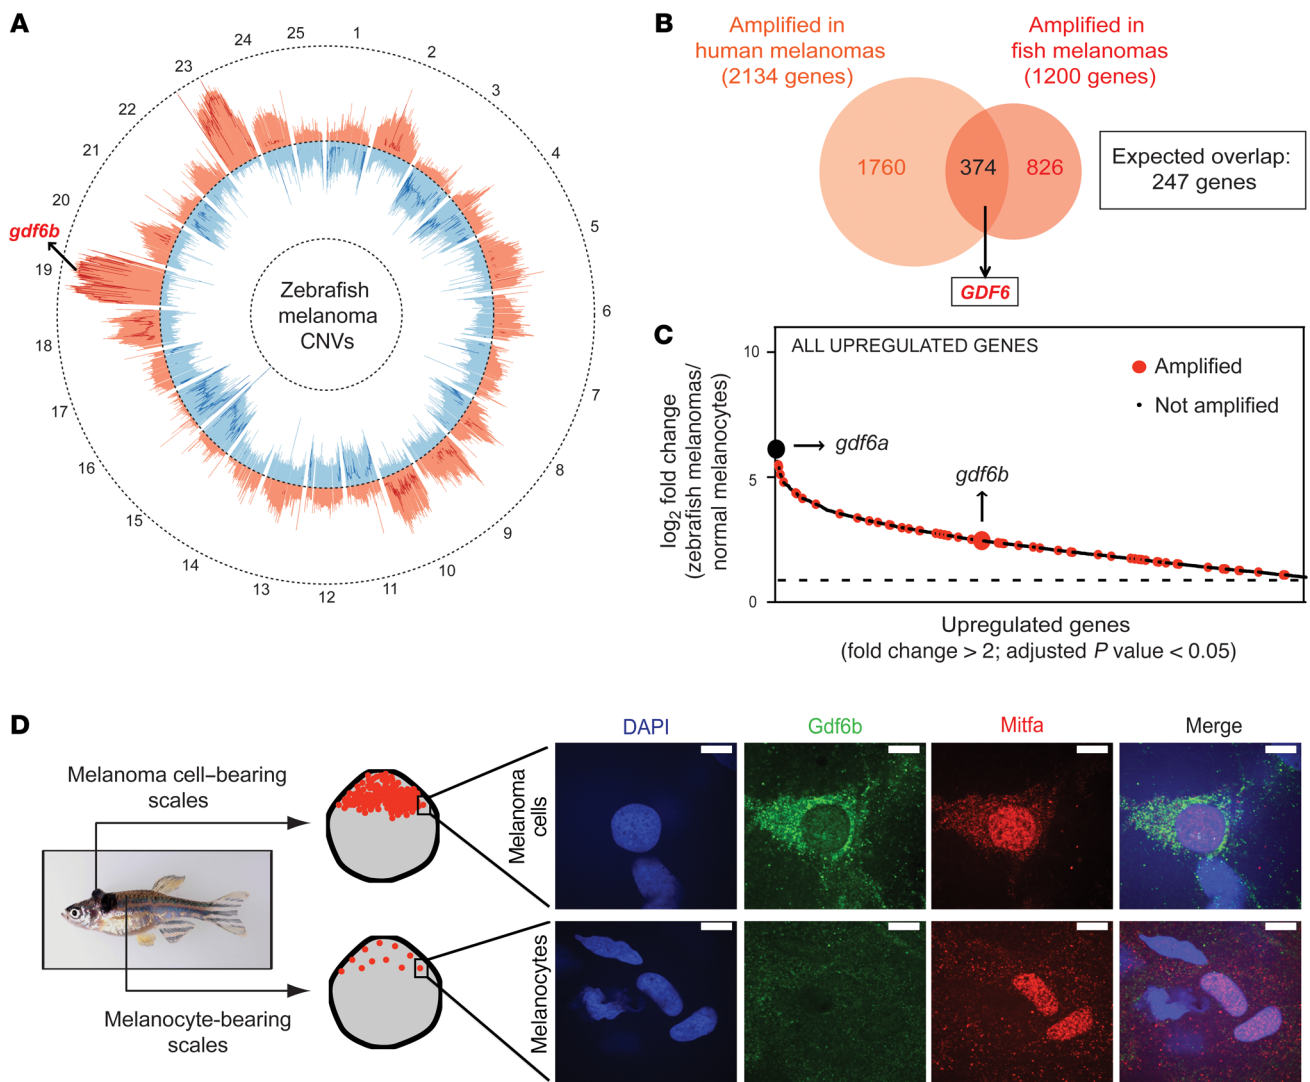 A
1
2
3
4
5
6
7
8
9
10
11
12
13
14
15
16
17
18
19
20
21
22
23
24
25
gdf6b
Zebrafish
melanoma
CNVs
B
Amplified in
human melanomas
(2134 genes)
Amplified in
fish melanomas
(1200 genes)
1760
374
826
Expected overlap:
247 genes
GDF6
C
ALL UPREGULATED GENES
Amplified
Not amplified
gdf6a
gdf6b
10
5
0
log2 fold change
(zebrafish melanomas/
normal melanocytes)
Upregulated genes
(fold change > 2; adjusted P value < 0.05)
D
Melanoma cell–bearing
scales
Melanocyte-bearing
scales
DAPI
Gdf6b
Mitfa
Merge
Melanoma
cells
Melanocytes